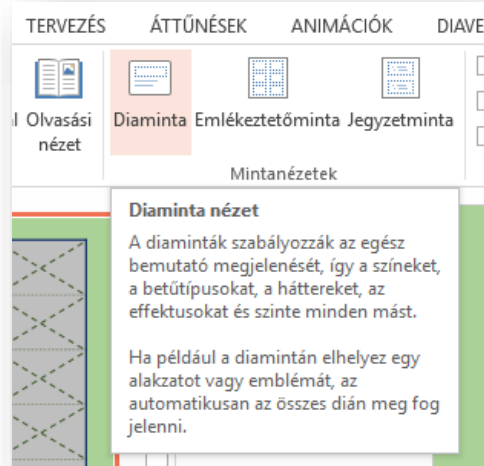 TERVEZÉS ÁTTŰNÉSEK ANIMÁCIÓK DIAVE
Olvasási nézet
Diaminta Emlékeztetőminta Jegyzetminta
Mintanézetek
Diaminta nézet
A diaminták szabályozzák az egész
bemutató megjelenését, így a színeket,
a betűtípusokat, a háttereket, az
effektusokat és szinte minden mást.
Ha például a diamintán elhelyez egy
alakzatot vagy emblémát, az
automatikusan az összes dián meg fog
jelenni.